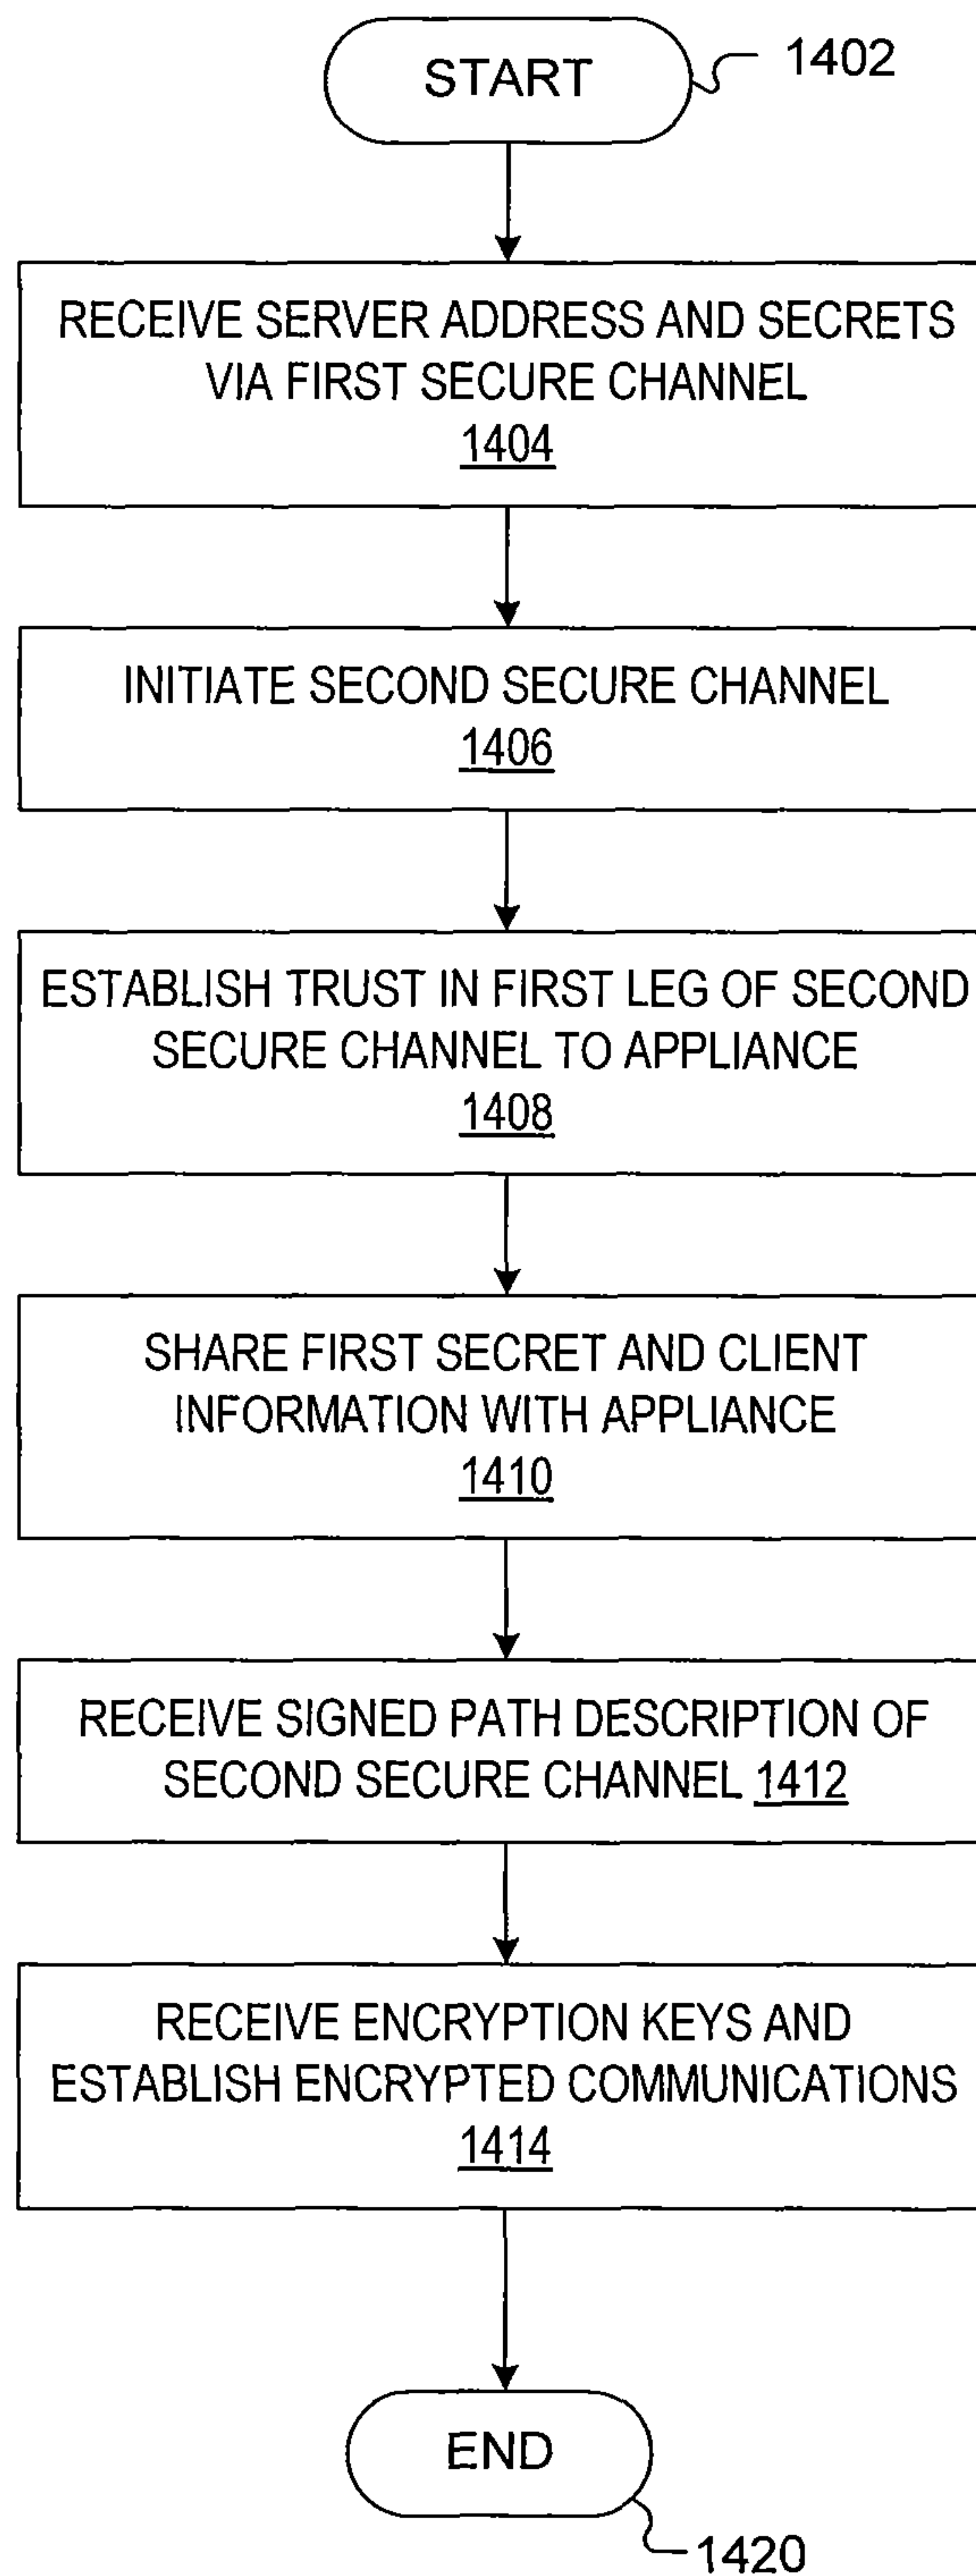 START
1402
RECEIVE SERVER ADDRESS AND SECRETS
VIA FIRST SECURE CHANNEL
1404
INITIATE SECOND SECURE CHANNEL
1406
ESTABLISH TRUST IN FIRST LEG OF SECOND
SECURE CHANNEL TO APPLIANCE
1408
SHARE FIRST SECRET AND CLIENT
INFORMATION WITH APPLIANCE
1410
RECEIVE SIGNED PATH DESCRIPTION OF
SECOND SECURE CHANNEL 1412
RECEIVE ENCRYPTION KEYS AND
ESTABLISH ENCRYPTED COMMUNICATIONS
1414
END
1420